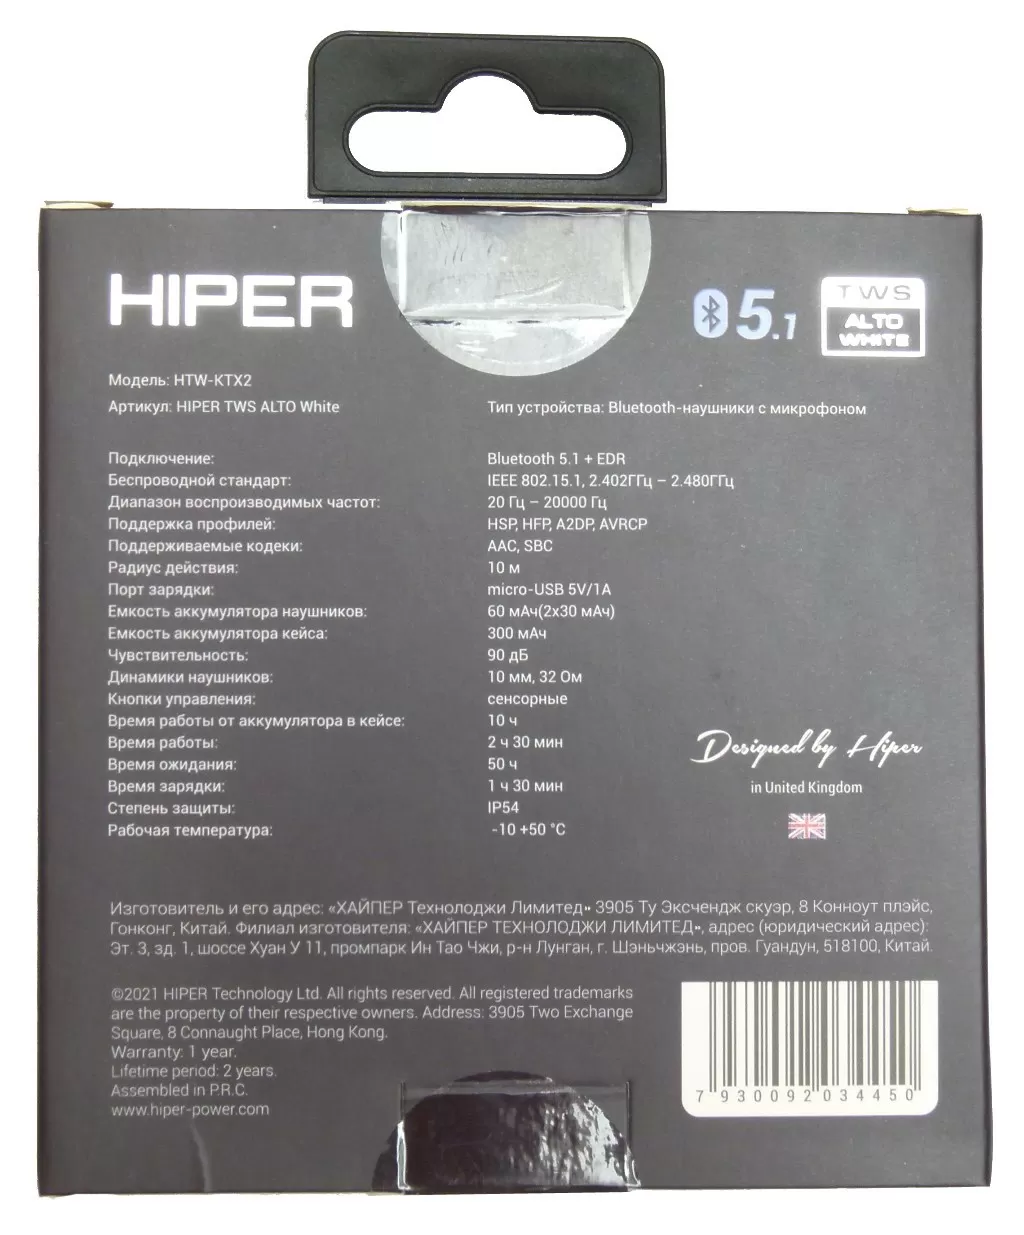 HIPER
5.1
TWS
ALTO
WHITE
Модель: HTW-KTX2
Артикул: HIPER TWS ALTO White
Тип устройства: Bluetooth-наушники с микрофоном
Подключение: Bluetooth 5.1 + EDR
Беспроводной стандарт: IEEE 802.15.1, 2.402ГГц – 2.480ГГц
Диапазон воспроизводимых частот: 20 Гц – 20000 Гц
Поддержка профилей: HSP, HFP, A2DP, AVRCP
Поддерживаемые кодеки: AAC, SBC
Радиус действия: 10 м
Порт зарядки: micro-USB 5V/1A
Емкость аккумулятора наушников: 60 мАч(2х30 мАч)
Емкость аккумулятора кейса: 300 мАч
Чувствительность: 90 дБ
Динамики наушников: 10 мм, 32 Ом
Кнопки управления: сенсорные
Время работы от аккумулятора в кейсе: 10 ч
Время работы: 2 ч 30 мин
Время ожидания: 50 ч
Время зарядки: 1 ч 30 мин
Степень защиты: IP54
Рабочая температура: -10 +50 °C
Designed by Hiper
in United Kingdom
Изготовитель и его адрес: «ХАЙПЕР Технолоджи Лимитед» 3905 Ту Эксчендж скуэр, 8 Конноут плэйс,
Гонконг, Китай. Филиал изготовителя: «ХАЙПЕР ТЕХНОЛОДЖИ ЛИМИТЕД», адрес (юридический адрес):
Эт. 3, зд. 1, шоссе Хуан У 11, промпарк Ин Тао Чжи, р-н Лунган, г. Шэньчжэнь, пров. Гуандун, 518100, Китай.
©2021 HIPER Technology Ltd. All rights reserved. All registered trademarks
are the property of their respective owners. Address: 3905 Two Exchange
Square, 8 Connaught Place, Hong Kong.
Warranty: 1 year.
Lifetime period: 2 years.
Assembled in P.R.C.
www.hiper-power.com
7 930092 034450